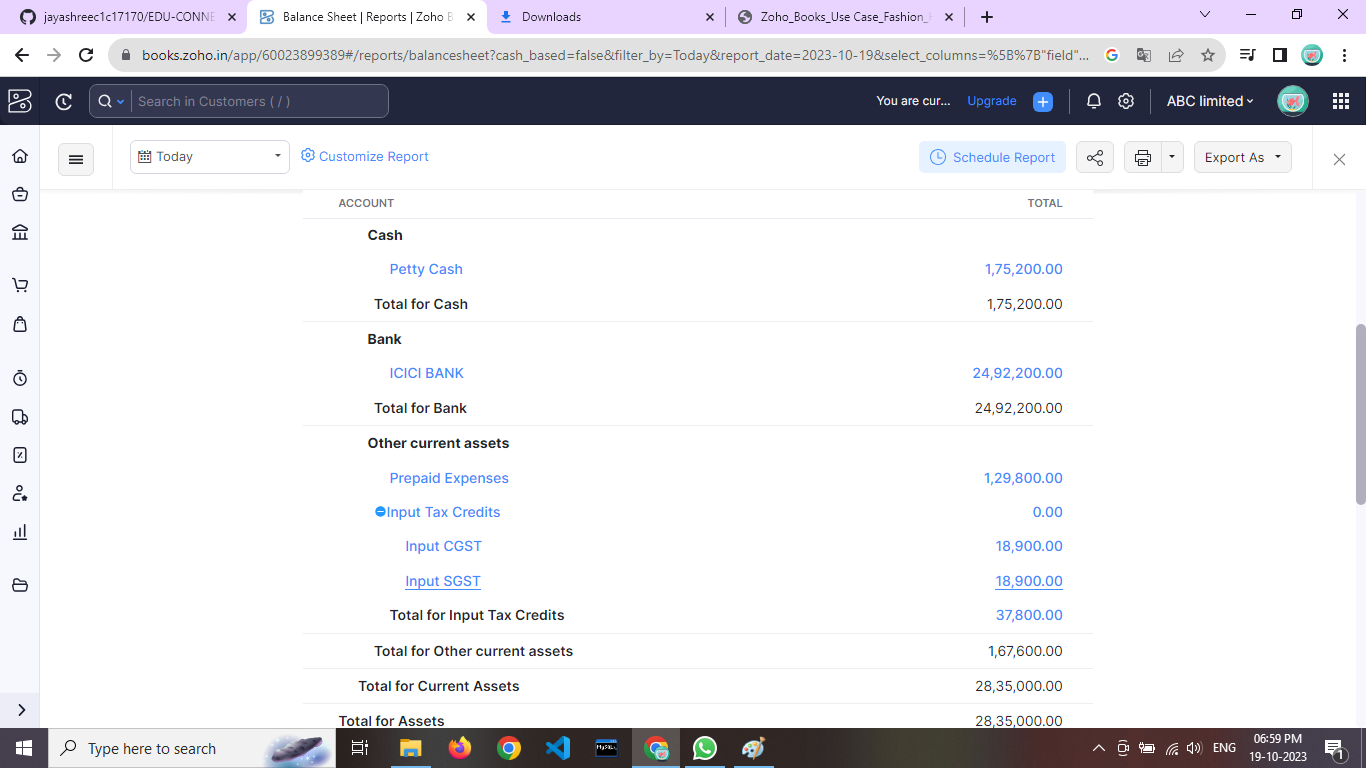 jayashreec1c17170/EDU-CONNE
Balance Sheet | Reports | Zoho B
Downloads
Zoho_Books_Use Case_Fashion_
books.zoho.in/app/60023899389#/reports/balancesheet?cash_based=false&filter_by=Today&report_date=2023-10-19&select_columns=%5B%7B"field"...
Search in Customers ( / )
You are cur...
Upgrade
ABC limited
Today
Customize Report
Schedule Report
Export As
ACCOUNT TOTAL
Cash
Petty Cash 1,75,200.00
Total for Cash 1,75,200.00
Bank
ICICI BANK 24,92,200.00
Total for Bank 24,92,200.00
Other current assets
Prepaid Expenses 1,29,800.00
Input Tax Credits 0.00
Input CGST 18,900.00
Input SGST 18,900.00
Total for Input Tax Credits 37,800.00
Total for Other current assets 1,67,600.00
Total for Current Assets 28,35,000.00
Total for Assets 28,35,000.00
Type here to search
ENG
06:59 PM
19-10-2023
1